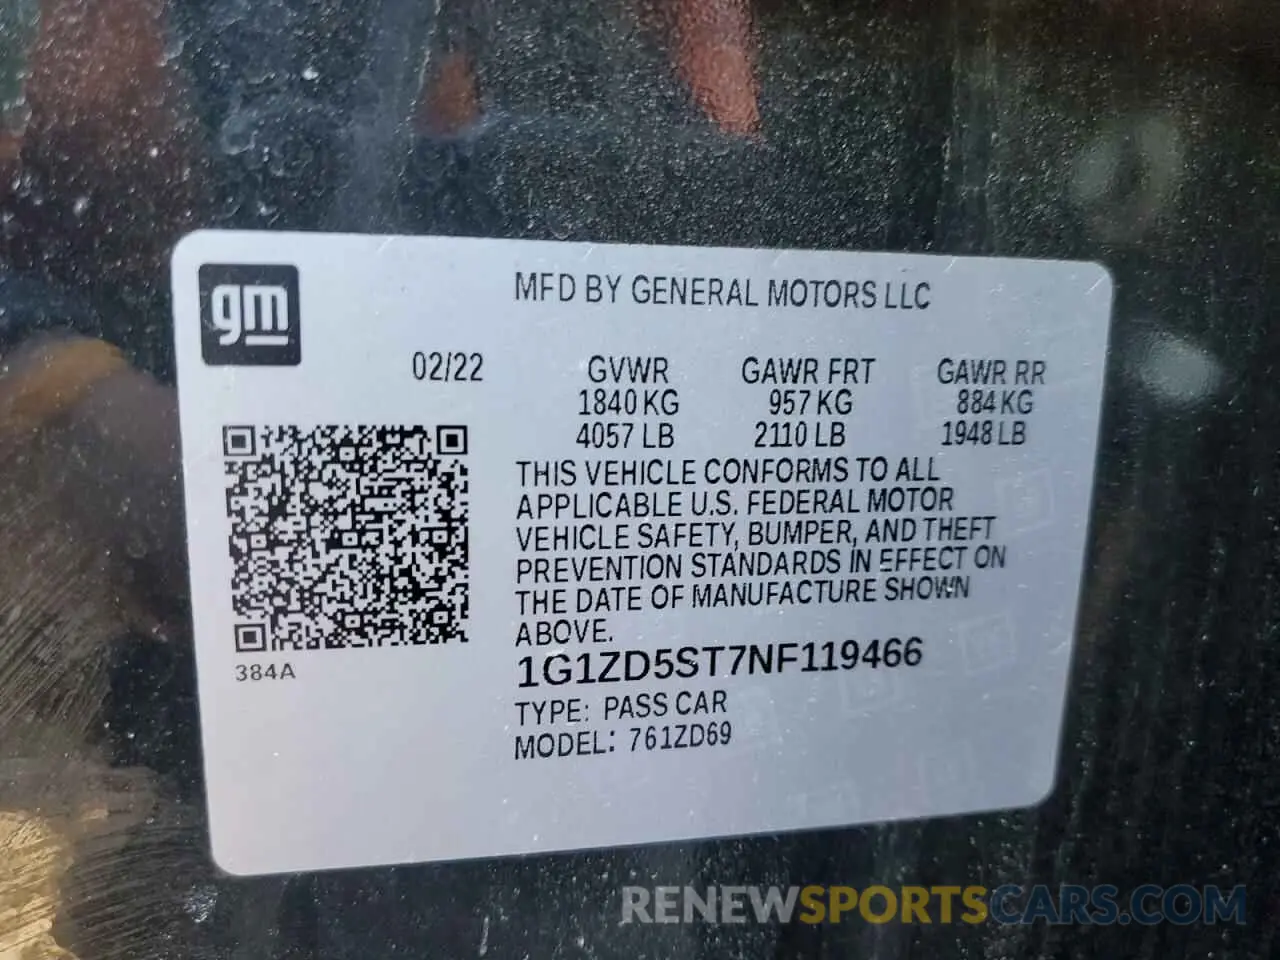 gm
MFD BY GENERAL MOTORS LLC
02/22 GVWR GAWR FRT GAWR RR
1840 KG 957 KG 884 KG
4057 LB 2110 LB 1948 LB
THIS VEHICLE CONFORMS TO ALL
APPLICABLE U.S. FEDERAL MOTOR
VEHICLE SAFETY, BUMPER, AND THEFT
PREVENTION STANDARDS IN EFFECT ON
THE DATE OF MANUFACTURE SHOWN
ABOVE.
384A
1G1ZD5ST7NF119466
TYPE: PASS CAR
MODEL: 761ZD69
RENEWSPORTSCARS.COM